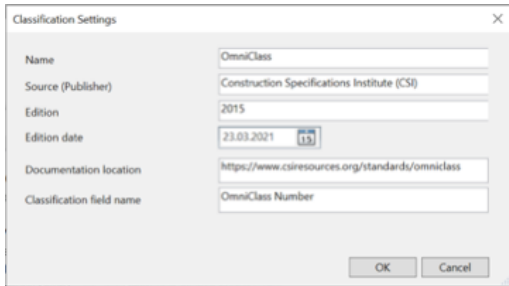 Classification Settings
Name OmniClass
Source (Publisher) Construction Specifications Institute (CSI)
Edition 2015
Edition date 23.03.2021 15
Documentation location https://www.csiresources.org/standards/omniclass
Classification field name OmniClass Number
OK Cancel